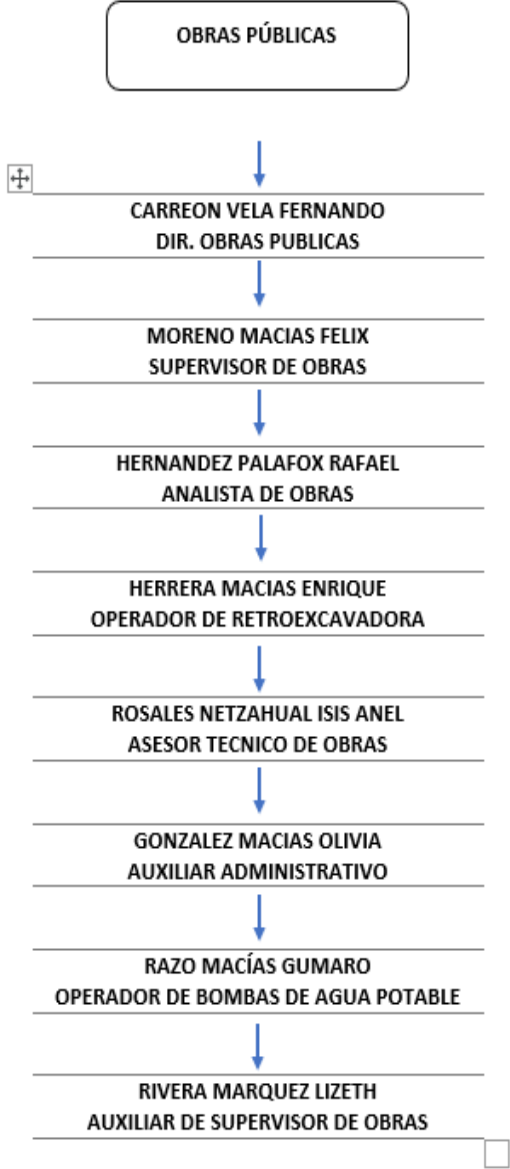 OBRAS PÚBLICAS
CARREON VELA FERNANDO
DIR. OBRAS PUBLICAS
MORENO MACIAS FELIX
SUPERVISOR DE OBRAS
HERNANDEZ PALAFOX RAFAEL
ANALISTA DE OBRAS
HERRERA MACIAS ENRIQUE
OPERADOR DE RETROEXCAVADORA
ROSALES NETZAHUAL ISIS ANEL
ASESOR TECNICO DE OBRAS
GONZALEZ MACIAS OLIVIA
AUXILIAR ADMINISTRATIVO
RAZO MACÍAS GUMARO
OPERADOR DE BOMBAS DE AGUA POTABLE
RIVERA MARQUEZ LIZETH
AUXILIAR DE SUPERVISOR DE OBRAS